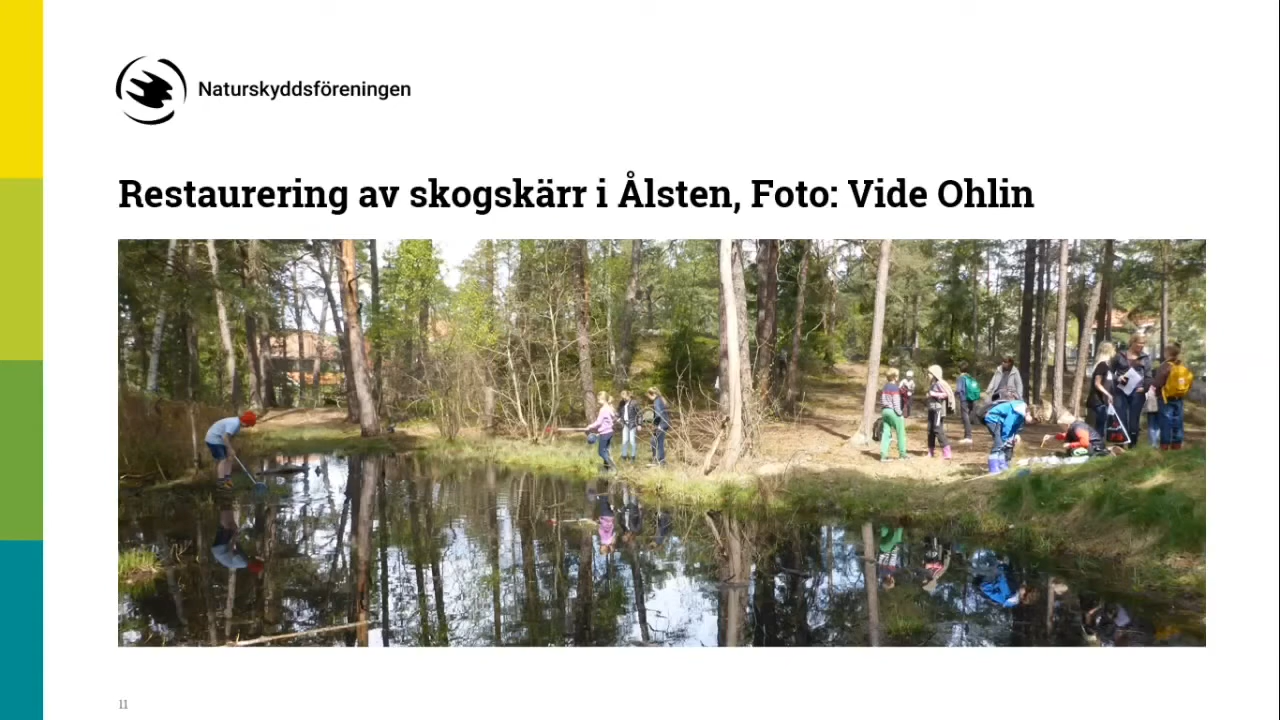 Naturskyddsföreningen
Restaurering av skogskärr i Ålsten, Foto: Vide Ohlin
11